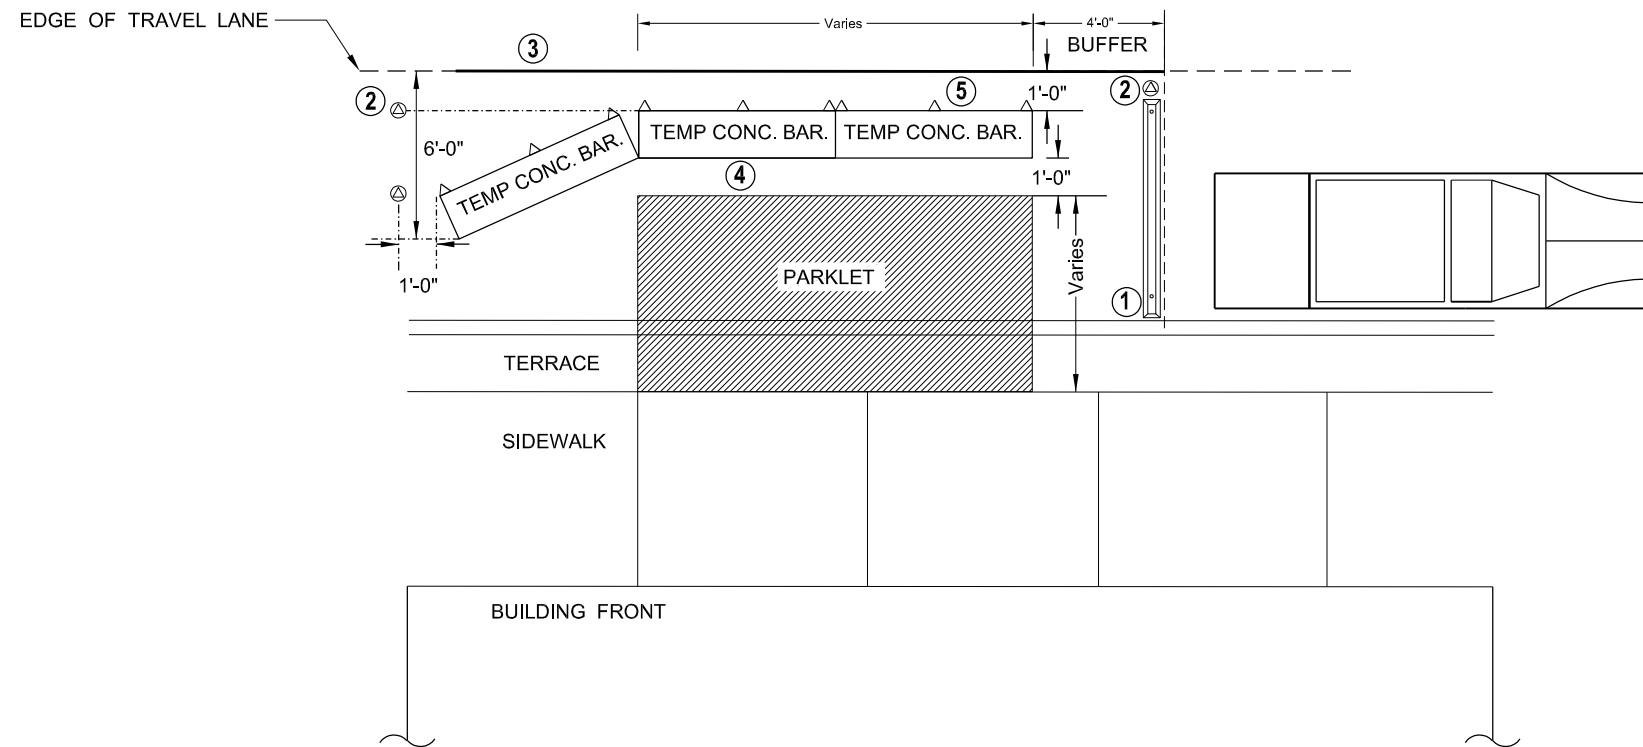 EDGE OF TRAVEL LANE
Varies
4'-0"
BUFFER
3
2
5
2
1'-0"
TEMP CONC. BAR.
TEMP CONC. BAR.
TEMP CONC. BAR.
6'-0"
4
1'-0"
PARKLET
Varies
1'-0"
1
TERRACE
SIDEWALK
BUILDING FRONT